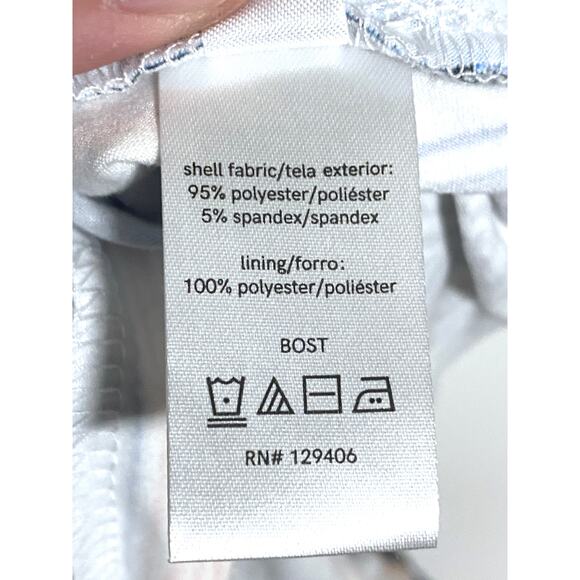 shell fabric/tela exterior:
95% polyester/poliéster
5% spandex/spandex
lining/forro:
100% polyester/poliéster
BOST
RN# 129406